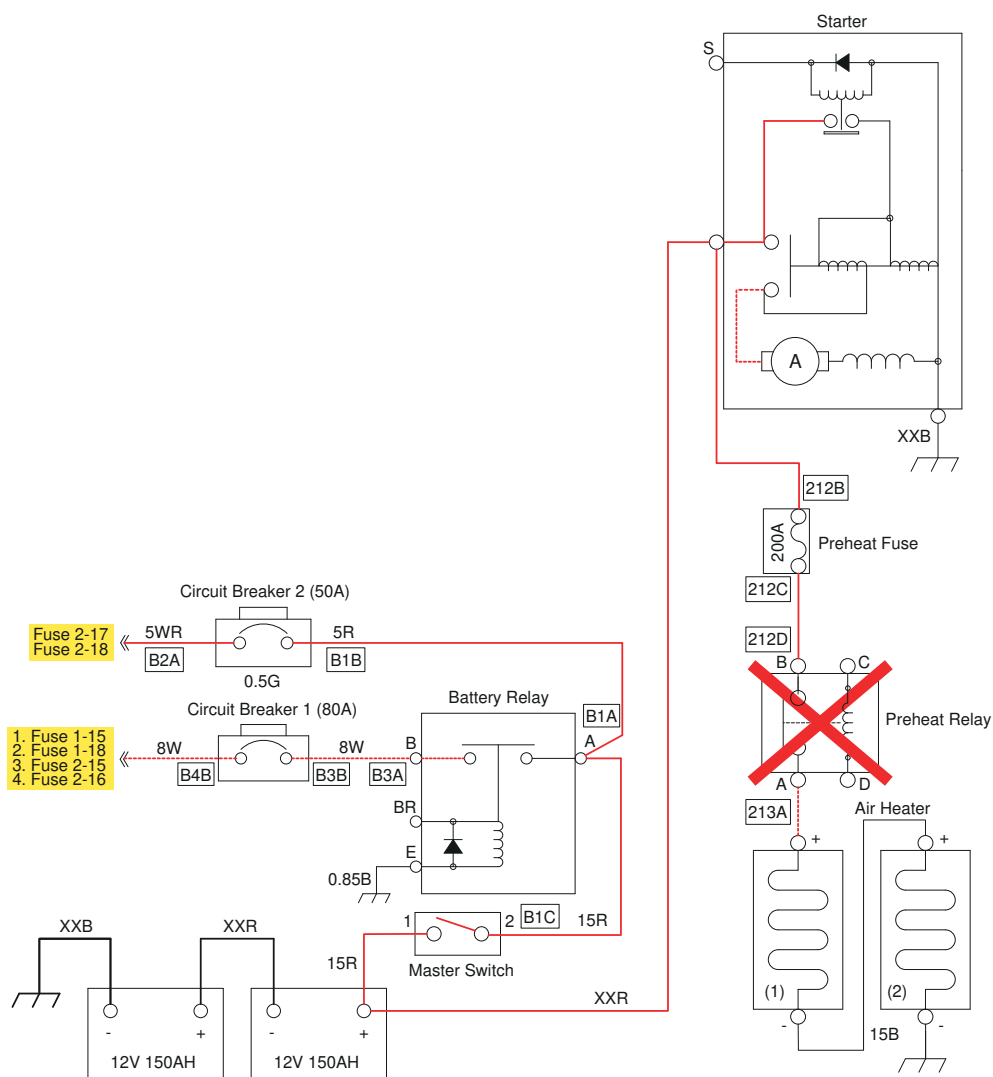 Starter
S
A
XXB
212B
200A
Preheat Fuse
212C
Circuit Breaker 2 (50A)
Fuse 2-17
Fuse 2-18
5WR
5R
B2A
B1B
212D
0.5G
B
C
Battery Relay
Circuit Breaker 1 (80A)
B1A
Preheat Relay
1. Fuse 1-15
2. Fuse 1-18
3. Fuse 2-15
4. Fuse 2-16
8W
8W
B
A
B4B
B3B
B3A
A
D
BR
213A
Air Heater
+
+
E
0.85B
1
2
B1C
15R
XXB
XXR
15R
Master Switch
XXR
(1)
(2)
-
+
-
+
-
-
15B
12V 150AH
12V 150AH